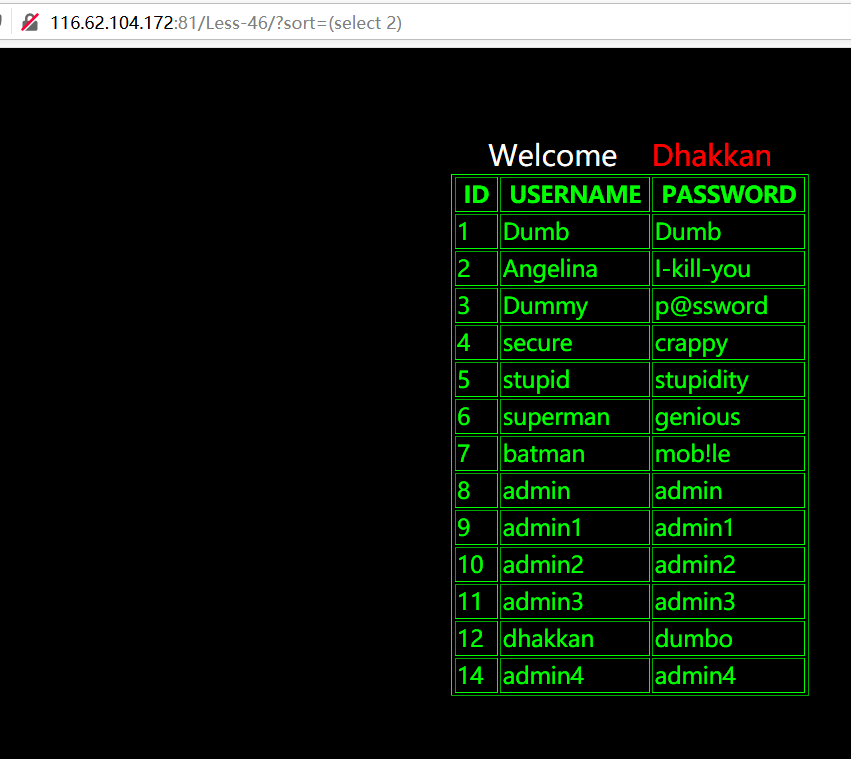 116.62.104.172:81/Less-46/?sort=(select 2)
Welcome Dhakkan
ID USERNAME PASSWORD
1 Dumb Dumb
2 Angelina I-kill-you
3 Dummy p@ssword
4 secure crappy
5 stupid stupidity
6 superman genious
7 batman mob!le
8 admin admin
9 admin1 admin1
10 admin2 admin2
11 admin3 admin3
12 dhakkan dumbo
14 admin4 admin4